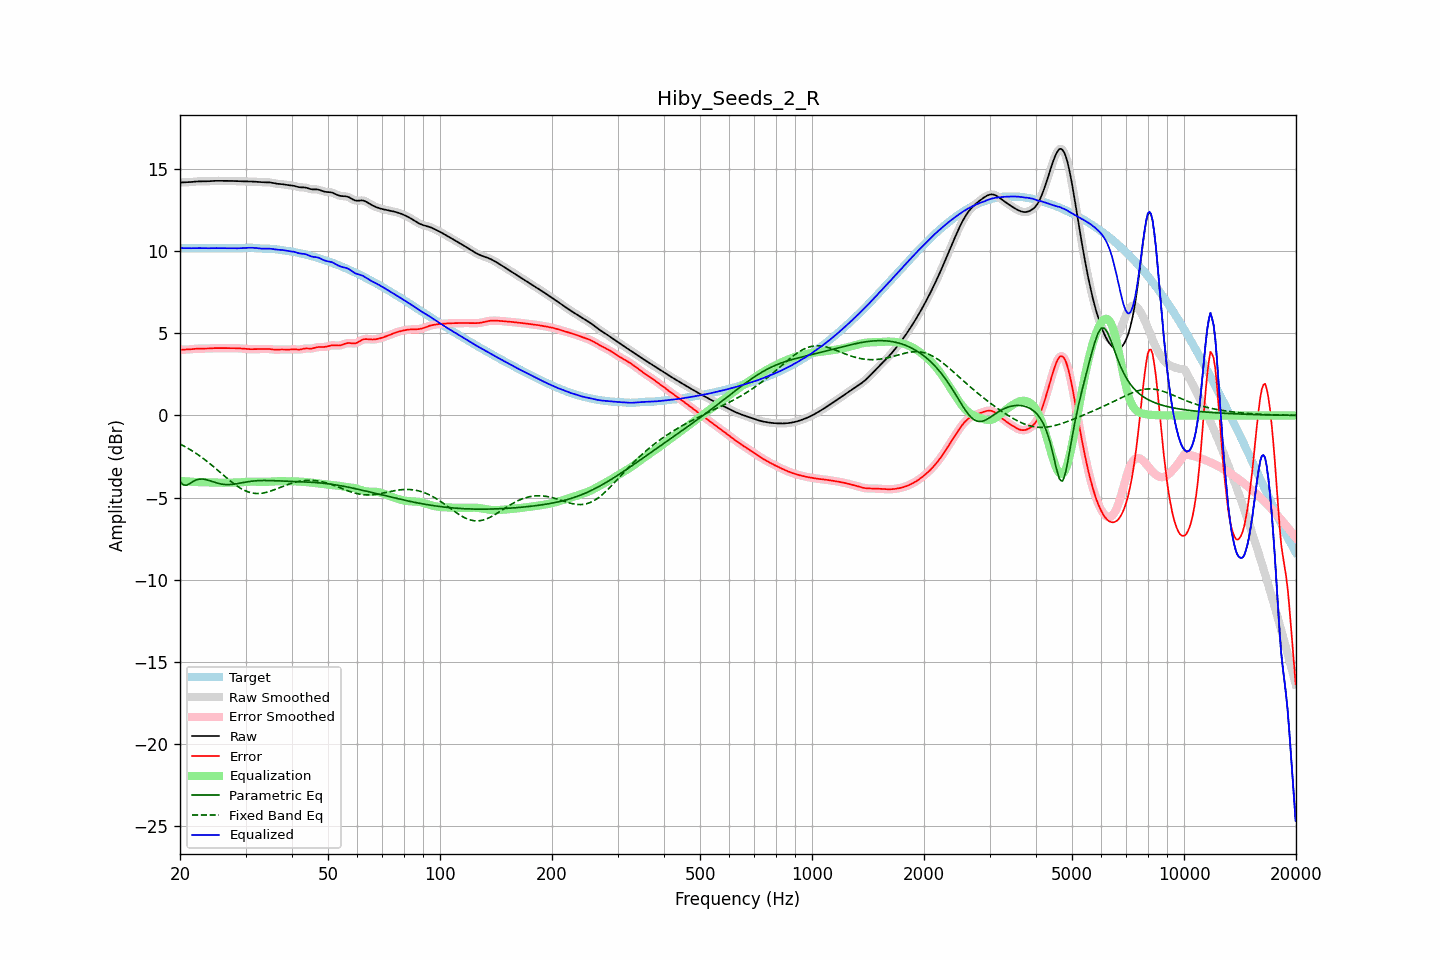 Hiby_Seeds_2_R
Amplitude (dBr)
15
10
5
0
−5
−10
−15
−20
−25
Target
Raw Smoothed
Error Smoothed
Raw
Error
Equalization
Parametric Eq
Fixed Band Eq
Equalized
20 50 100 200 500 1000 2000 5000 10000 20000
Frequency (Hz)